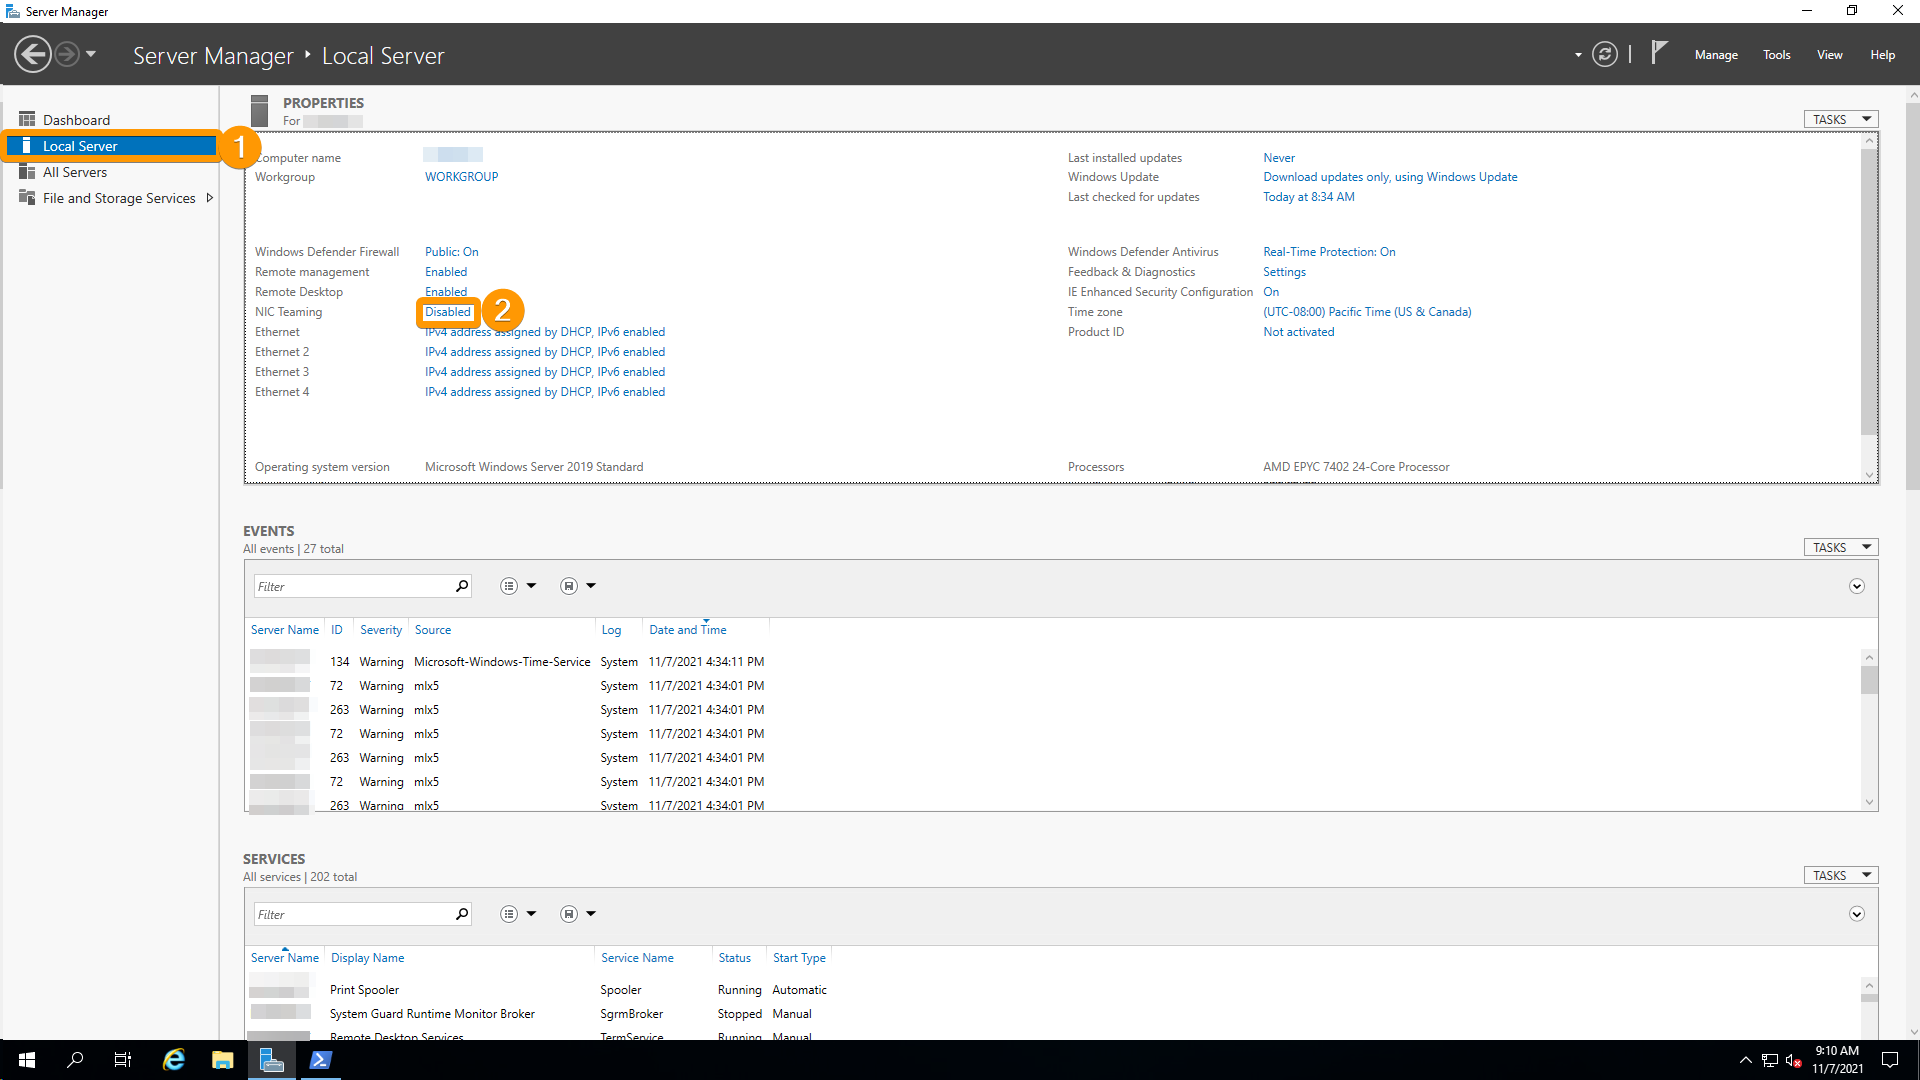 Server Manager
Server Manager ‣ Local Server
Manage Tools View Help
Dashboard
Local Server
1
All Servers
File and Storage Services
PROPERTIES
For
TASKS
Computer name
Workgroup WORKGROUP
Last installed updates Never
Windows Update Download updates only, using Windows Update
Last checked for updates Today at 8:34 AM
Windows Defender Firewall Public: On
Remote management Enabled
Remote Desktop Enabled
NIC Teaming Disabled
2
Ethernet IPv4 address assigned by DHCP, IPv6 enabled
Ethernet 2 IPv4 address assigned by DHCP, IPv6 enabled
Ethernet 3 IPv4 address assigned by DHCP, IPv6 enabled
Ethernet 4 IPv4 address assigned by DHCP, IPv6 enabled
Windows Defender Antivirus Real-Time Protection: On
Feedback & Diagnostics Settings
IE Enhanced Security Configuration On
Time zone (UTC-08:00) Pacific Time (US & Canada)
Product ID Not activated
Operating system version Microsoft Windows Server 2019 Standard
Processors AMD EPYC 7402 24-Core Processor
EVENTS
All events | 27 total
TASKS
Filter
Server Name ID Severity Source Log Date and Time
134 Warning Microsoft-Windows-Time-Service System 11/7/2021 4:34:11 PM
72 Warning mlx5 System 11/7/2021 4:34:01 PM
263 Warning mlx5 System 11/7/2021 4:34:01 PM
72 Warning mlx5 System 11/7/2021 4:34:01 PM
263 Warning mlx5 System 11/7/2021 4:34:01 PM
72 Warning mlx5 System 11/7/2021 4:34:01 PM
263 Warning mlx5 System 11/7/2021 4:34:01 PM
SERVICES
All services | 202 total
TASKS
Filter
Server Name Display Name Service Name Status Start Type
Print Spooler Spooler Running Automatic
System Guard Runtime Monitor Broker SgrmBroker Stopped Manual
Remote Desktop Services TermService Running Manual
9:10 AM
11/7/2021